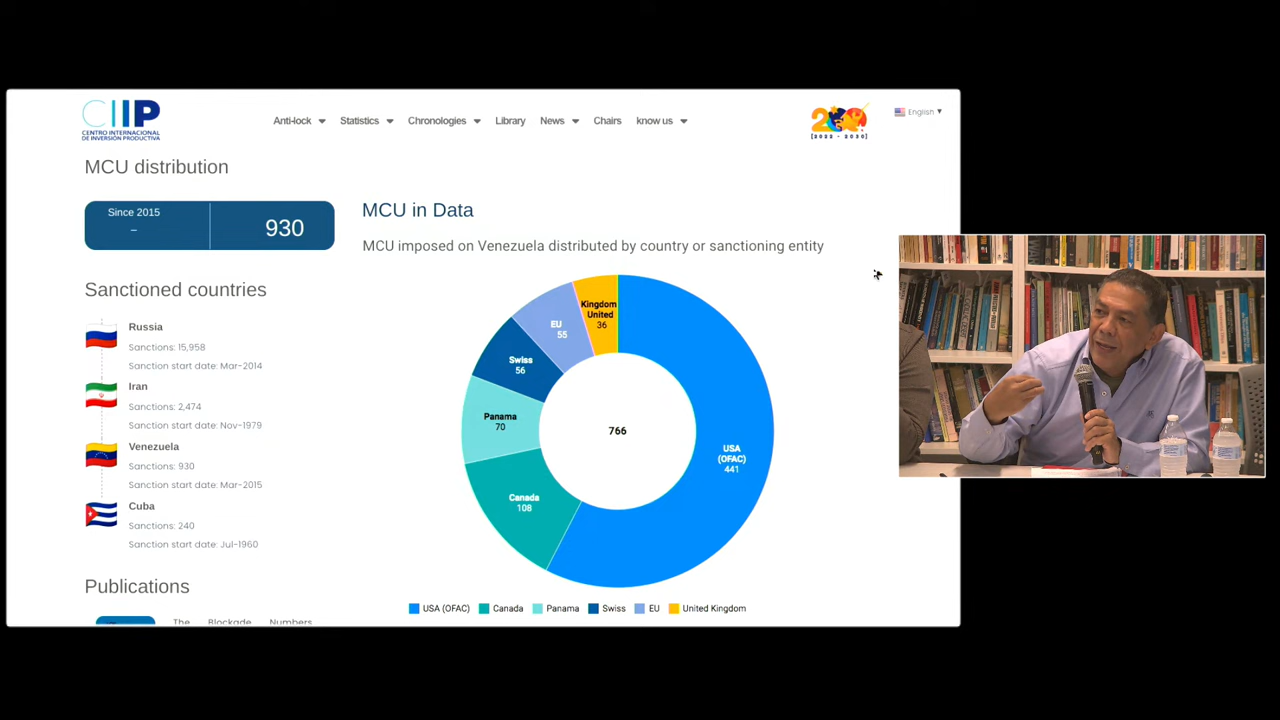 CIIP
CENTRO INTERNACIONAL
DE INVERSIÓN PRODUCTIVA
Anti-lock
Statistics
Chronologies
Library
News
Chairs
know us
[2022 - 2030]
English
MCU distribution
Since 2015
–
930
Sanctioned countries
Russia
Sanctions: 15,958
Sanction start date: Mar-2014
Iran
Sanctions: 2,474
Sanction start date: Nov-1979
Venezuela
Sanctions: 930
Sanction start date: Mar-2015
Cuba
Sanctions: 240
Sanction start date: Jul-1960
Publications
The Blockade Numbers
MCU in Data
MCU imposed on Venezuela distributed by country or sanctioning entity
Kingdom
United
36
EU
55
Swiss
56
Panama
70
Canada
108
766
USA
(OFAC)
441
USA (OFAC)
Canada
Panama
Swiss
EU
United Kingdom